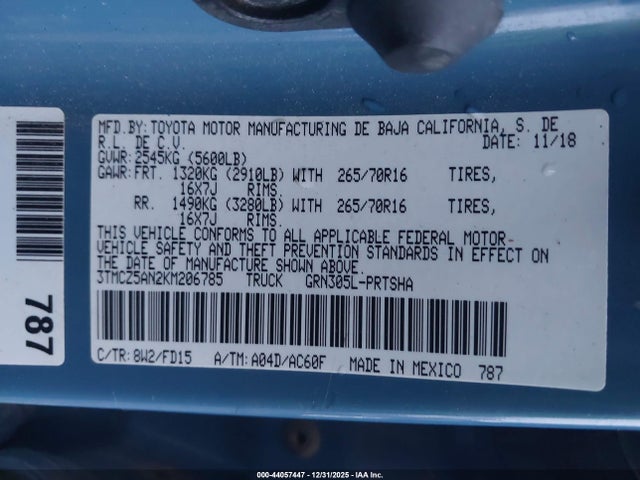 MFD.BY: TOYOTA MOTOR MANUFACTURING DE BAJA CALIFORNIA, S. DE
R.L. DE C.V. DATE: 11/18
GVWR: 2545KG (5600LB)
GAWR: FRT. 1320KG (2910LB) WITH 265/70R16 TIRES,
16X7J RIMS.
RR. 1490KG (3280LB) WITH 265/70R16 TIRES,
16X7J RIMS.
THIS VEHICLE CONFORMS TO ALL APPLICABLE FEDERAL MOTOR
VEHICLE SAFETY AND THEFT PREVENTION STANDARDS IN EFFECT ON
THE DATE OF MANUFACTURE SHOWN ABOVE.
3TMCZ5AN2KM206785 TRUCK GRN305L-PRTSHA
C/TR: 8W2/FD15 A/TM: A04D/AC60F MADE IN MEXICO 787
787
000-44057447 - 12/31/2025 - IAA Inc.